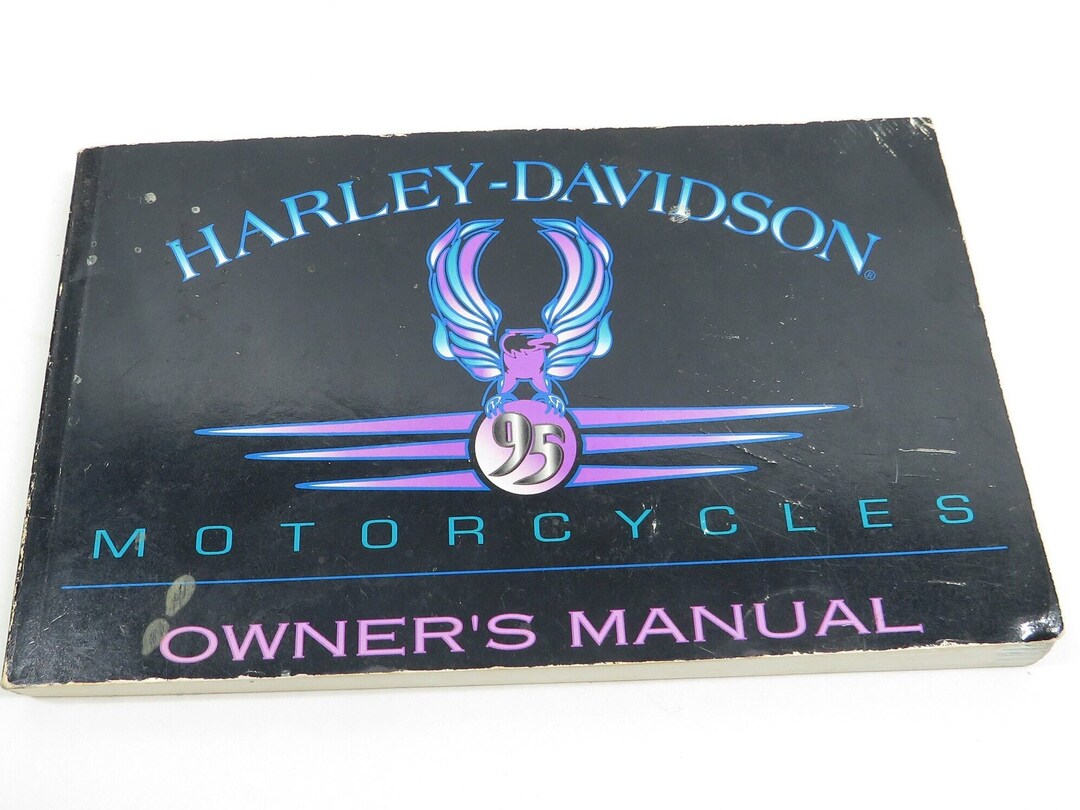 HARLEY-DAVIDSON®
95
MOTORCYCLES
OWNER'S MANUAL